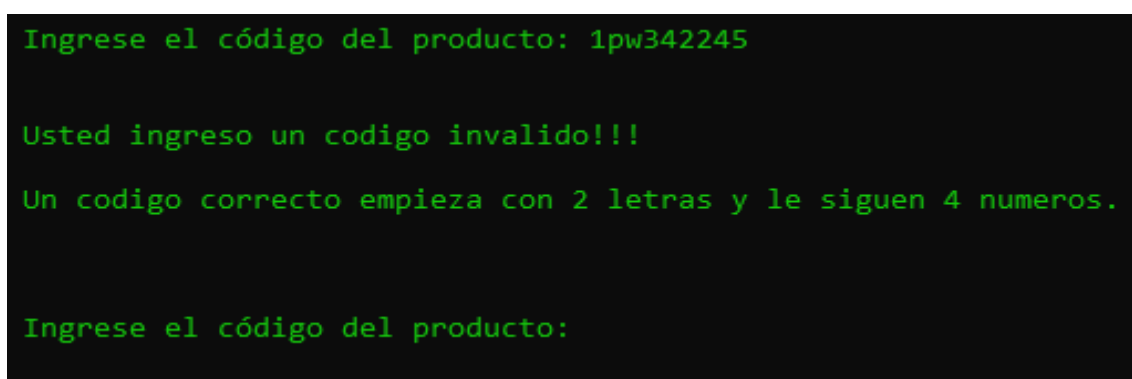 Ingrese el código del producto: 1pw342245
Usted ingreso un codigo invalido!!!
Un codigo correcto empieza con 2 letras y le siguen 4 numeros.
Ingrese el código del producto: